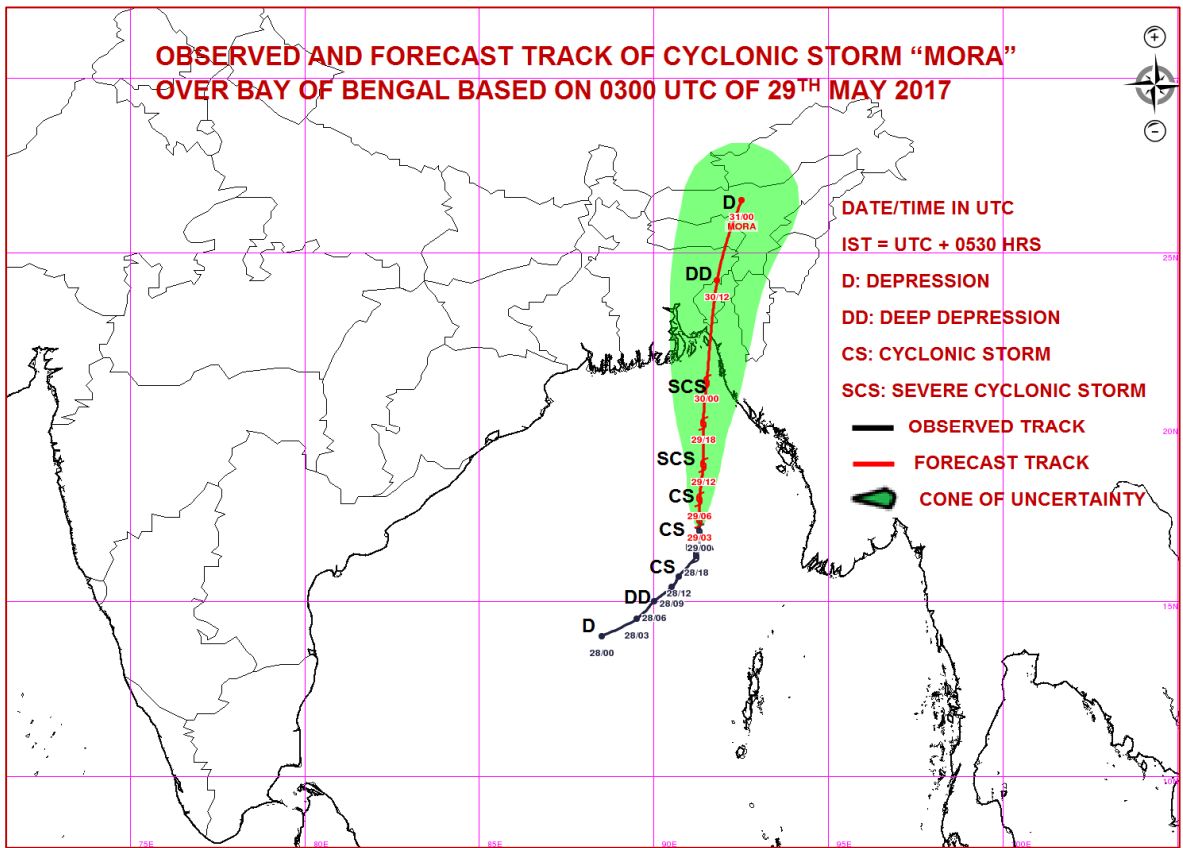 OBSERVED AND FORECAST TRACK OF CYCLONIC STORM “MORA”
OVER BAY OF BENGAL BASED ON 0300 UTC OF 29TH MAY 2017
+
−
DATE/TIME IN UTC
IST = UTC + 0530 HRS
D: DEPRESSION
DD: DEEP DEPRESSION
CS: CYCLONIC STORM
SCS: SEVERE CYCLONIC STORM
OBSERVED TRACK
FORECAST TRACK
CONE OF UNCERTAINTY
D
31/00
MORA
DD
30/12
SCS
30/00
29/18
SCS
29/12
CS
29/06
CS
29/03
29/00
CS
28/18
28/12
DD
28/09
28/06
D
28/03
28/00
25N
20N
15N
75E
80E
85E
90E
95E